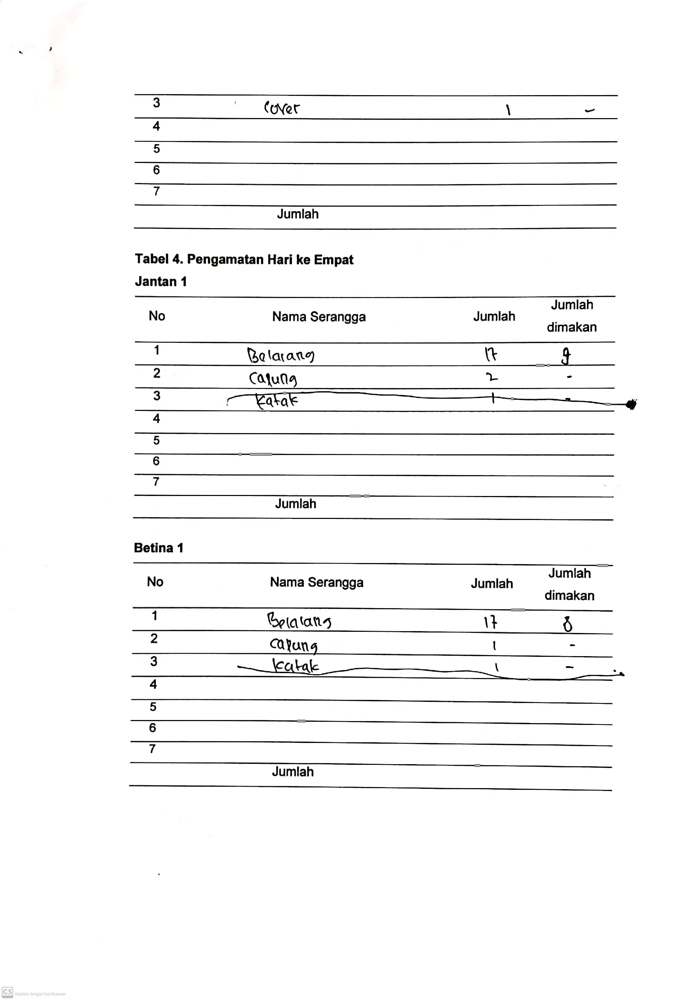 3 Cover 1 -
4
5
6
7
Jumlah
Tabel 4. Pengamatan Hari ke Empat
Jantan 1
No Nama Serangga Jumlah Jumlah dimakan
1 Belalang 17 9
2 Capung 2 -
3 Katak 1 -
4
5
6
7
Jumlah
Betina 1
No Nama Serangga Jumlah Jumlah dimakan
1 Belalang 17 8
2 Capung 1 -
3 Katak 1 -
4
5
6
7
Jumlah
CS Dipindai dengan CamScanner